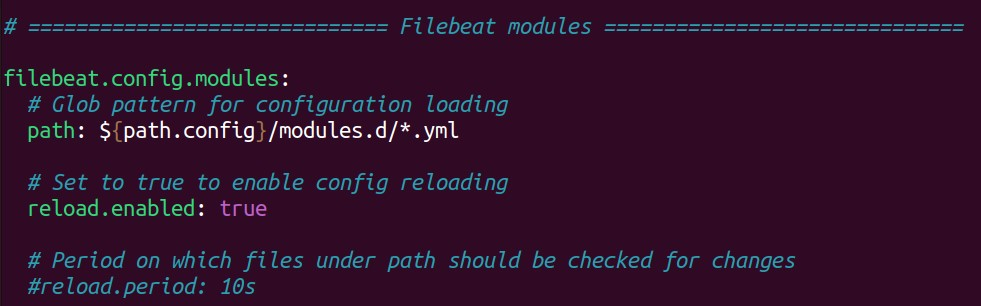 # ============================== Filebeat modules ==============================
filebeat.config.modules:
  # Glob pattern for configuration loading
  path: ${path.config}/modules.d/*.yml
  # Set to true to enable config reloading
  reload.enabled: true
  # Period on which files under path should be checked for changes
  #reload.period: 10s